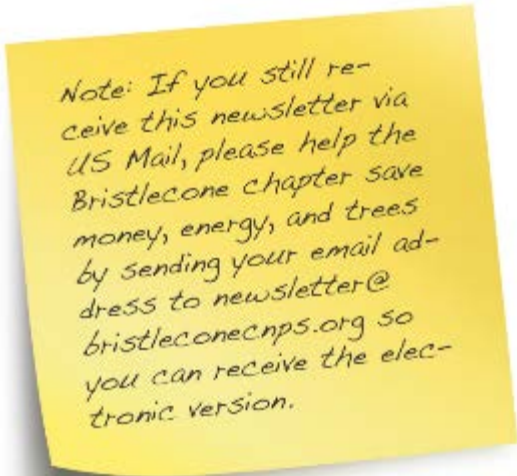 Note: If you still re-
ceive this newsletter via
US Mail, please help the
Bristlecone chapter save
money, energy, and trees
by sending your email ad-
dress to newsletter@
bristleconecnps.org so
you can receive the elec-
tronic version.